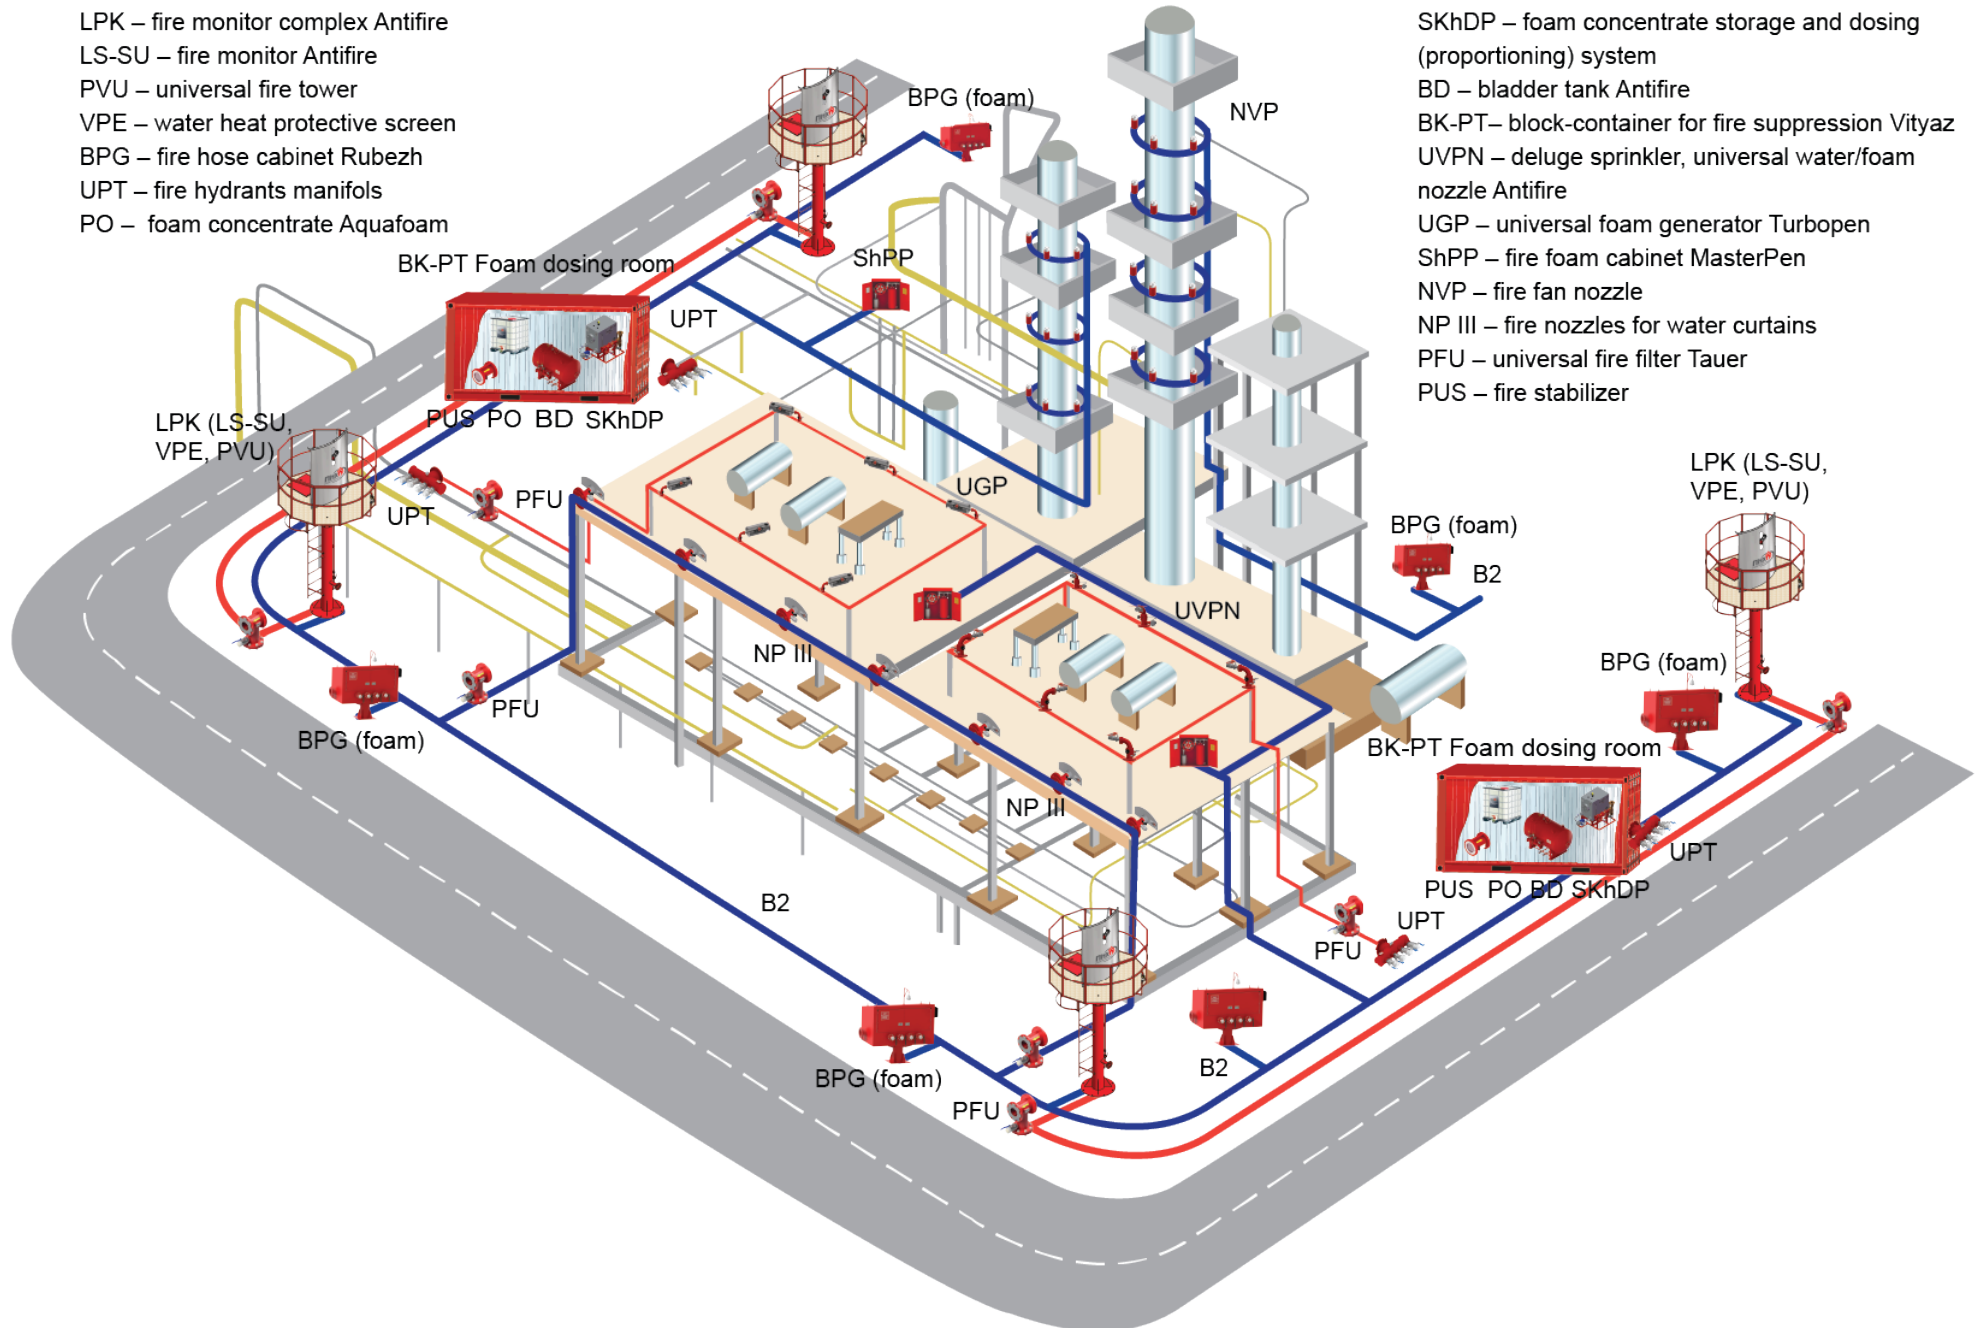 LPK – fire monitor complex Antifire
LS-SU – fire monitor Antifire
PVU – universal fire tower
VPE – water heat protective screen
BPG – fire hose cabinet Rubezh
UPT – fire hydrants manifols
PO –  foam concentrate Aquafoam
SKhDP – foam concentrate storage and dosing
(proportioning) system
BD – bladder tank Antifire
BK-PT– block-container for fire suppression Vityaz
UVPN – deluge sprinkler, universal water/foam
nozzle Antifire
UGP – universal foam generator Turbopen
ShPP – fire foam cabinet MasterPen
NVP – fire fan nozzle
NP III – fire nozzles for water curtains
PFU – universal fire filter Tauer
PUS – fire stabilizer
BPG (foam)
NVP
BK-PT Foam dosing room
ShPP
UPT
PUS PO BD SKhDP
LPK (LS-SU,
VPE, PVU)
UPT
PFU
UGP
LPK (LS-SU,
VPE, PVU)
BPG (foam)
B2
UVPN
NP III
BPG (foam)
PFU
BPG (foam)
BK-PT Foam dosing room
NP III
UPT
PUS PO BD SKhDP
B2
UPT
PFU
B2
BPG (foam)
PFU